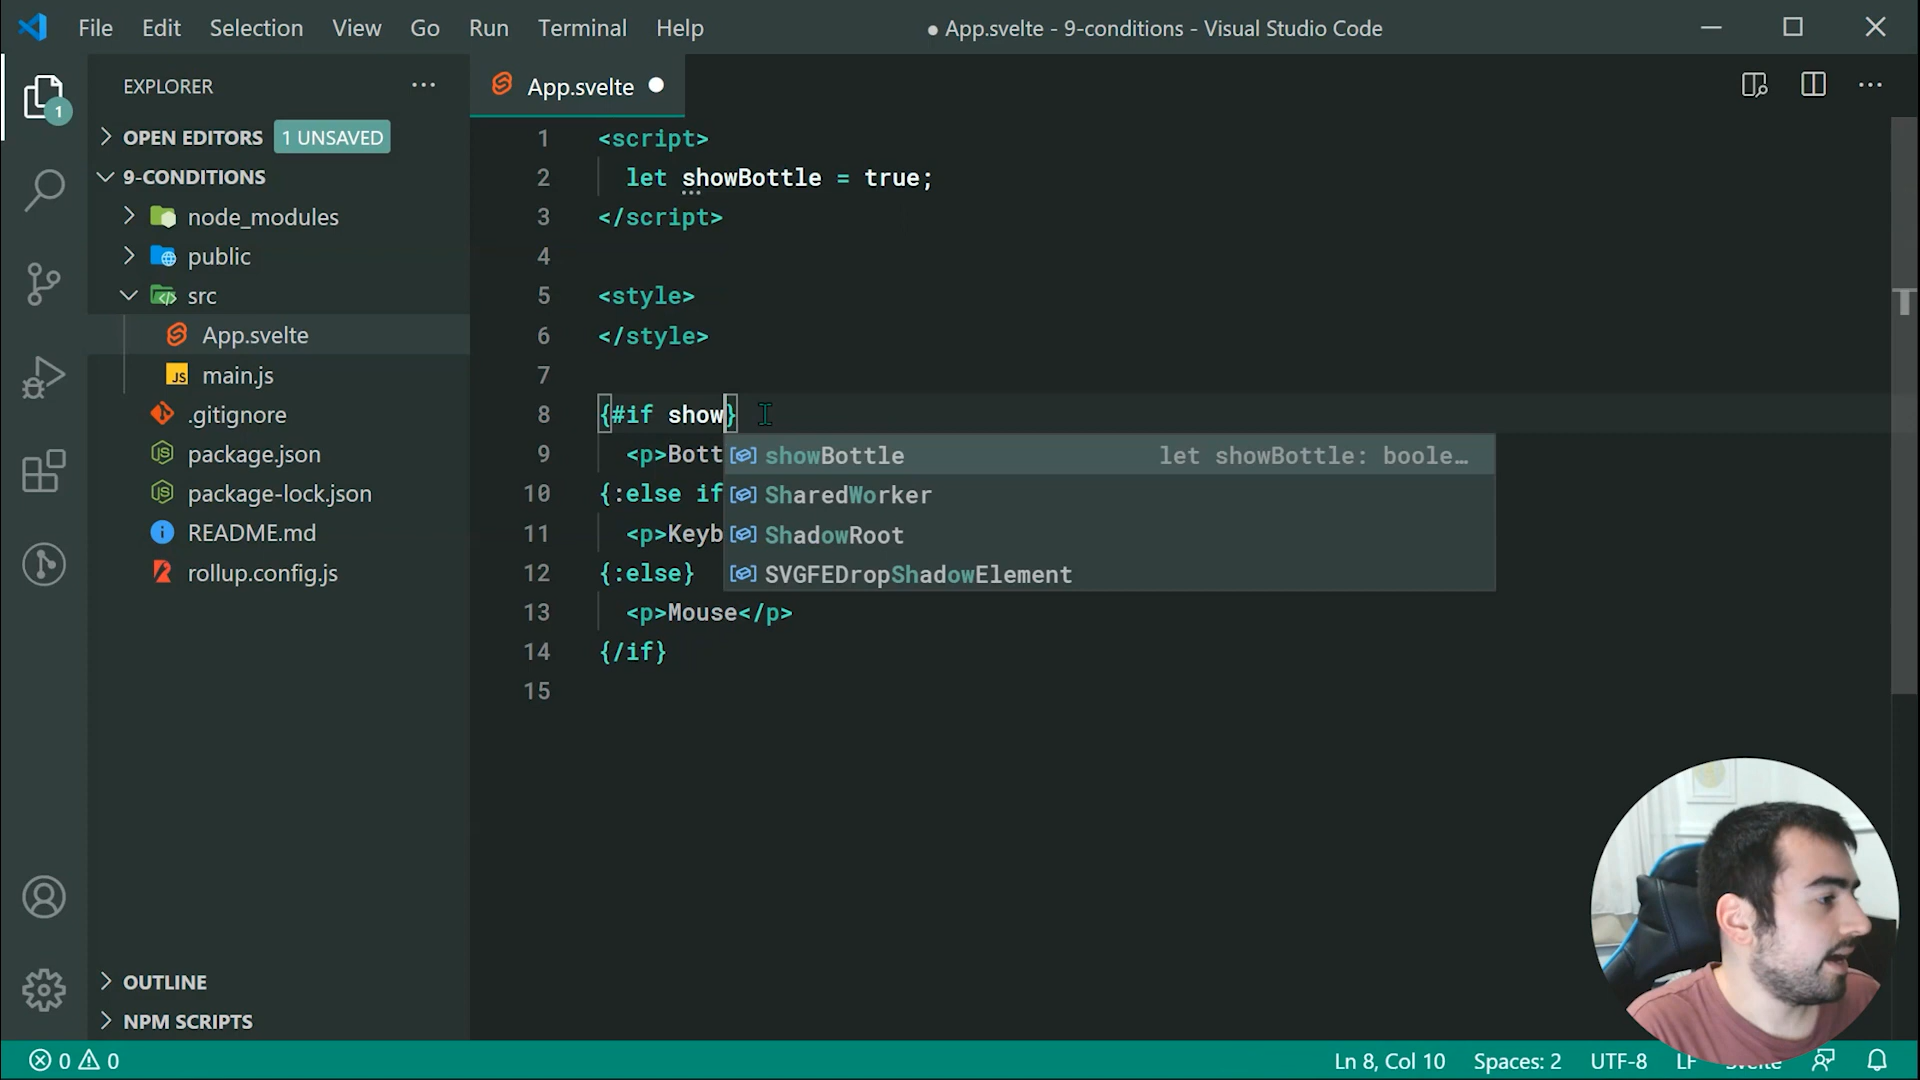 File Edit Selection View Go Run Terminal Help
● App.svelte - 9-conditions - Visual Studio Code
EXPLORER
1
OPEN EDITORS 1 UNSAVED
9-CONDITIONS
node_modules
public
src
App.svelte
JS main.js
.gitignore
package.json
package-lock.json
README.md
rollup.config.js
OUTLINE
NPM SCRIPTS
App.svelte
1 <script>
2 let showBottle = true;
3 </script>
4
5 <style>
6 </style>
7
8 {#if show}
9 <p>Bott
10 {:else if
11 <p>Keyb
12 {:else}
13 <p>Mouse</p>
14 {/if}
15
showBottle let showBottle: boole…
SharedWorker
ShadowRoot
SVGFEDropShadowElement
0 0
Ln 8, Col 10 Spaces: 2 UTF-8 LF Svelte